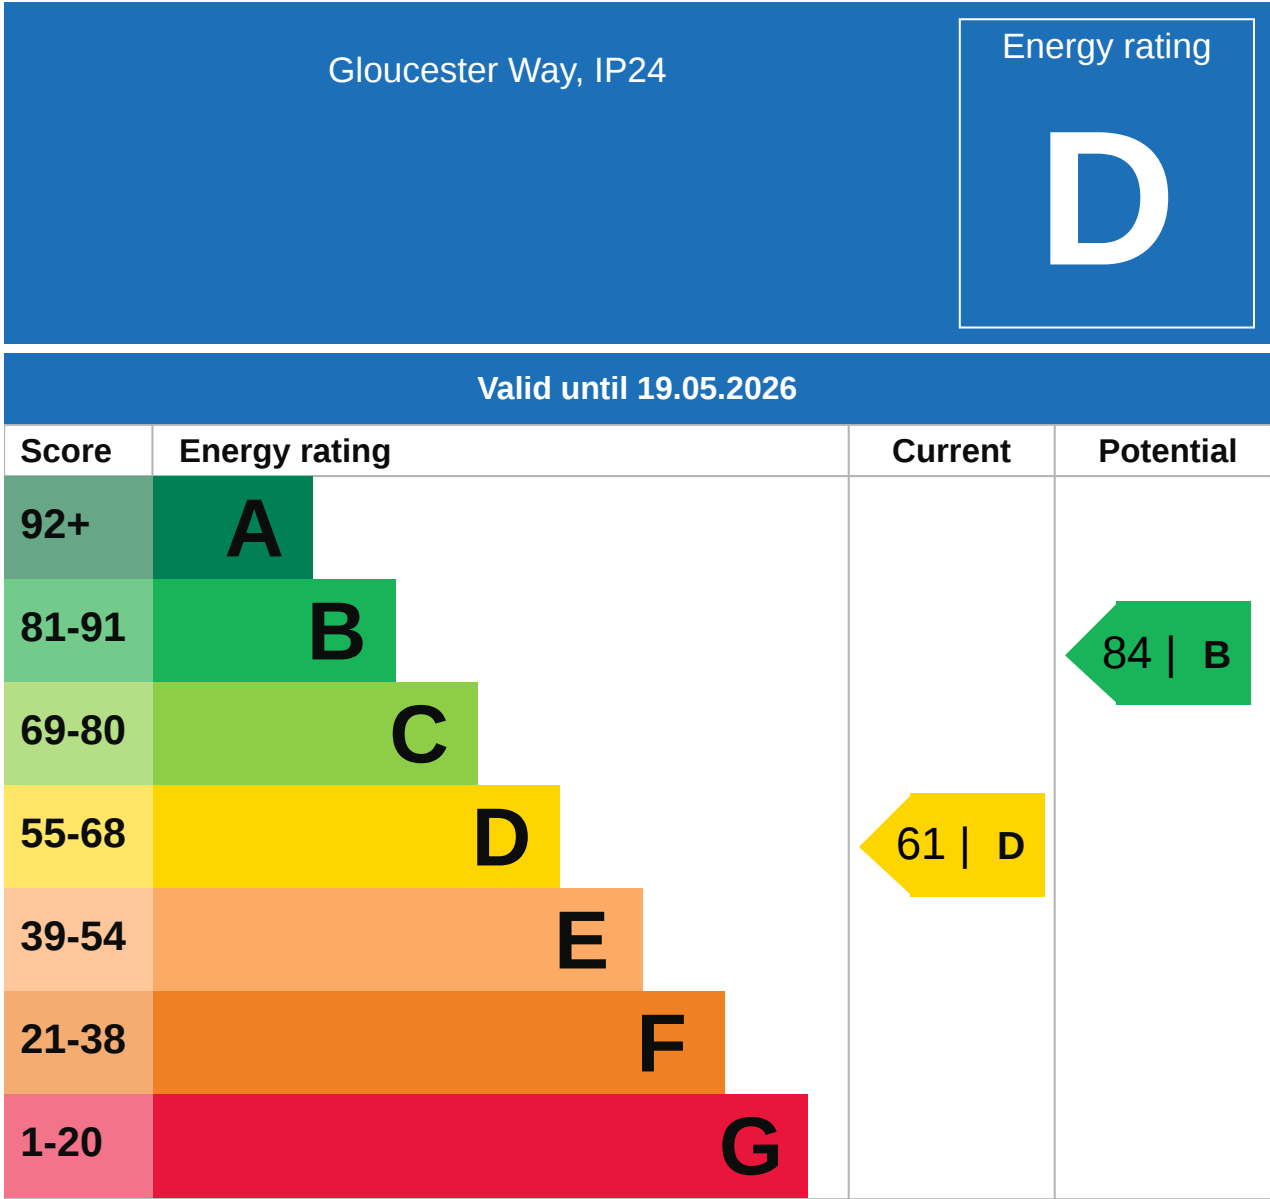 Gloucester Way, IP24
Energy rating
D
Valid until 19.05.2026
Score Energy rating Current Potential
92+ A
81-91 B
84 | B
69-80 C
55-68 D
61 | D
39-54 E
21-38 F
1-20 G